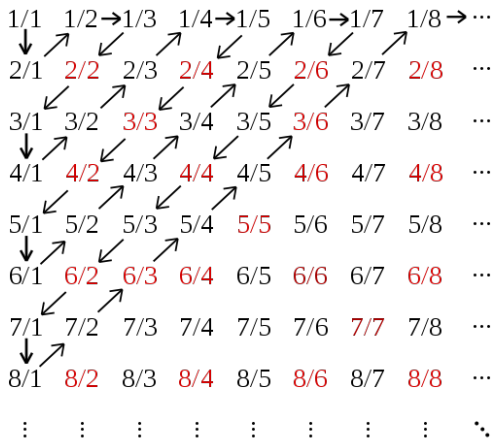 1/1 1/2 1/3 1/4 1/5 1/6 1/7 1/8 ⋯
2/1 2/2 2/3 2/4 2/5 2/6 2/7 2/8 ⋯
3/1 3/2 3/3 3/4 3/5 3/6 3/7 3/8 ⋯
4/1 4/2 4/3 4/4 4/5 4/6 4/7 4/8 ⋯
5/1 5/2 5/3 5/4 5/5 5/6 5/7 5/8 ⋯
6/1 6/2 6/3 6/4 6/5 6/6 6/7 6/8 ⋯
7/1 7/2 7/3 7/4 7/5 7/6 7/7 7/8 ⋯
8/1 8/2 8/3 8/4 8/5 8/6 8/7 8/8 ⋯
⋮ ⋮ ⋮ ⋮ ⋮ ⋮ ⋮ ⋮ ⋱